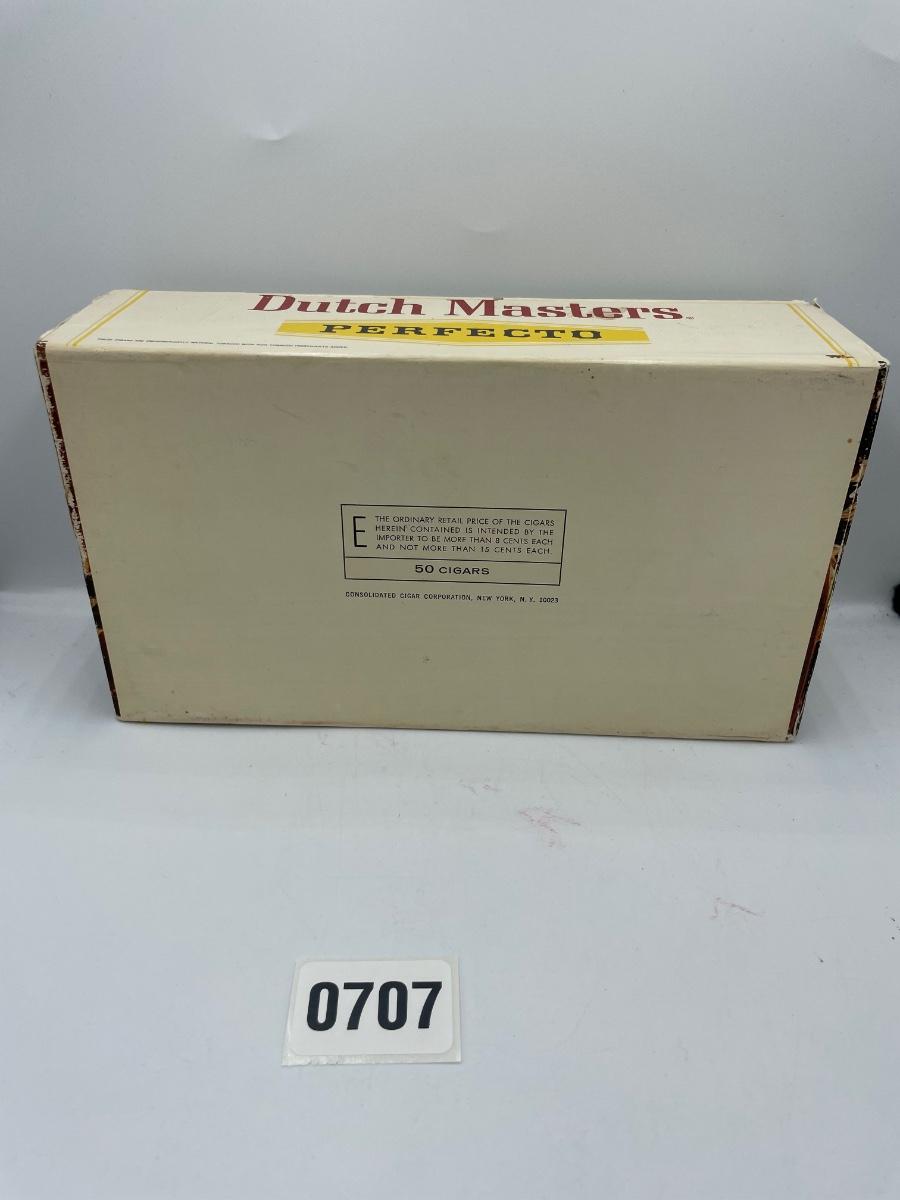 Dutch Masters®
PERFECTO
E
THE ORDINARY RETAIL PRICE OF THE CIGARS
HEREIN CONTAINED IS INTENDED BY THE
IMPORTER TO BE MORE THAN 8 CENTS EACH
AND NOT MORE THAN 15 CENTS EACH.
50 CIGARS
CONSOLIDATED CIGAR CORPORATION, NEW YORK, N. Y. 10023
0707